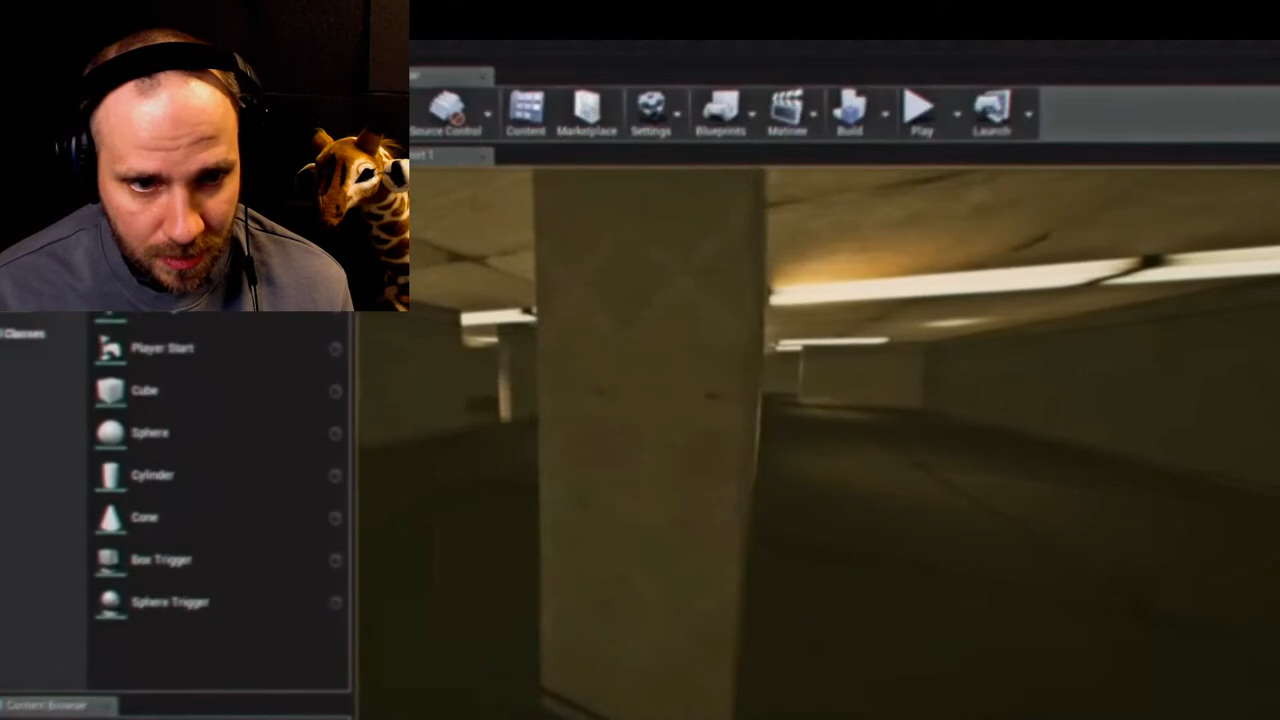 Source Control
Content
Marketplace
Settings
Blueprints
Matinee
Build
Play
Launch
Classes
Player Start
Cube
Sphere
Cylinder
Cone
Box Trigger
Sphere Trigger
Content Browser